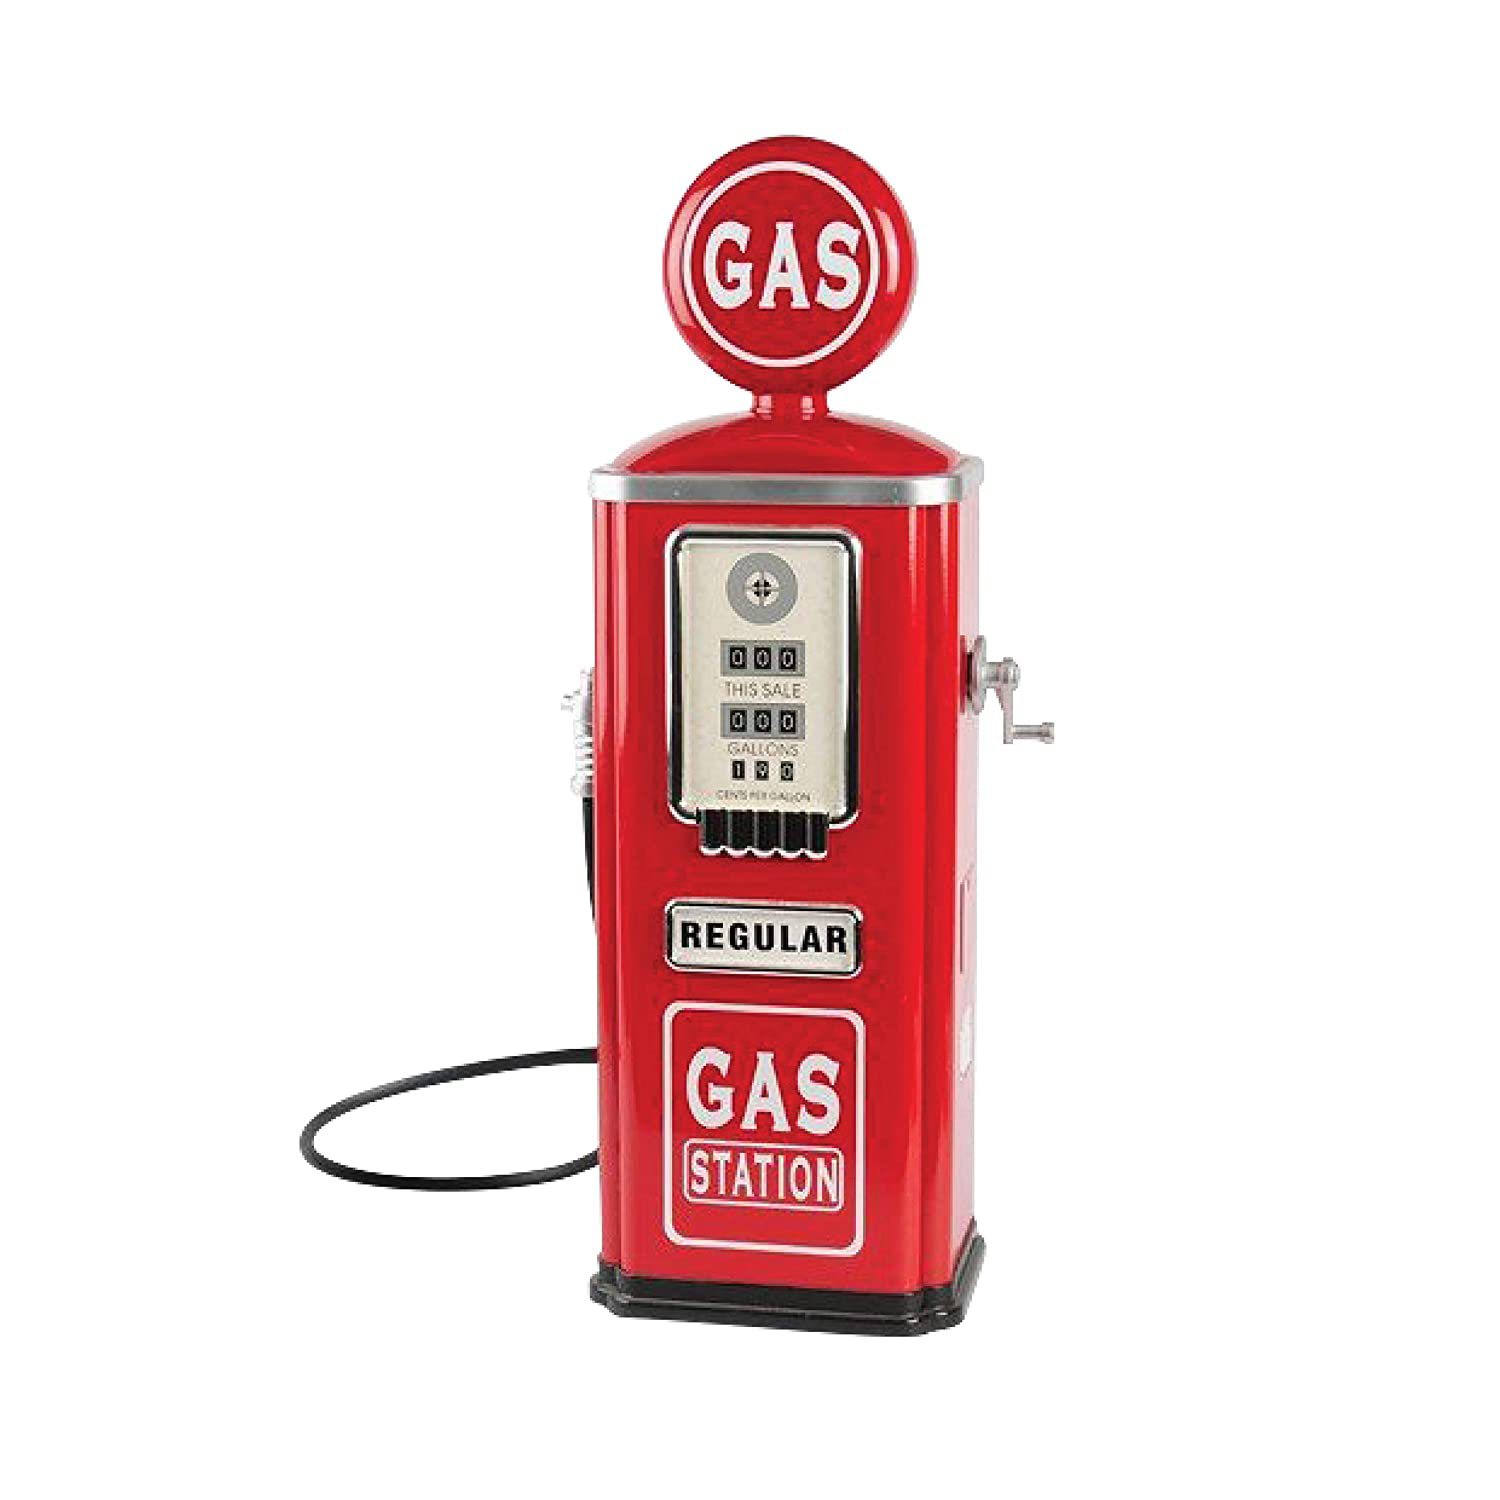 GAS
000
THIS SALE
000
GALLONS
190
CENTS PER GALLON
REGULAR
GAS
STATION